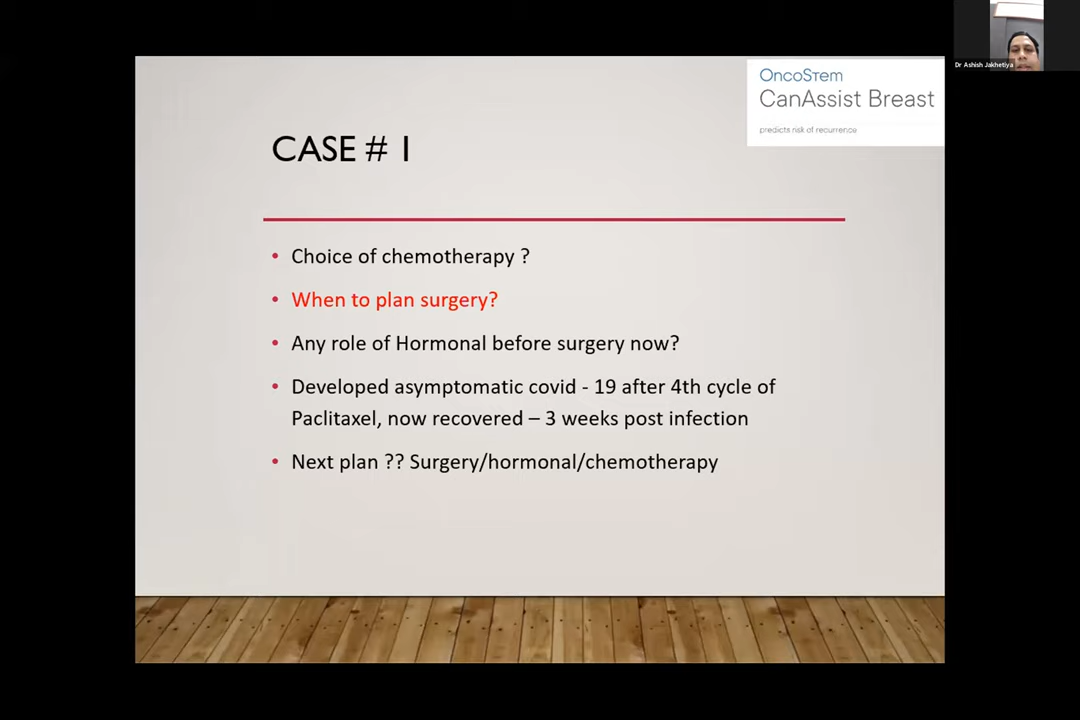 Dr Ashish Jakhetiya
OncoSTem
CanAssist Breast
predicts risk of recurrence
CASE # 1
• Choice of chemotherapy ?
• When to plan surgery?
• Any role of Hormonal before surgery now?
• Developed asymptomatic covid - 19 after 4th cycle of
Paclitaxel, now recovered – 3 weeks post infection
• Next plan ?? Surgery/hormonal/chemotherapy